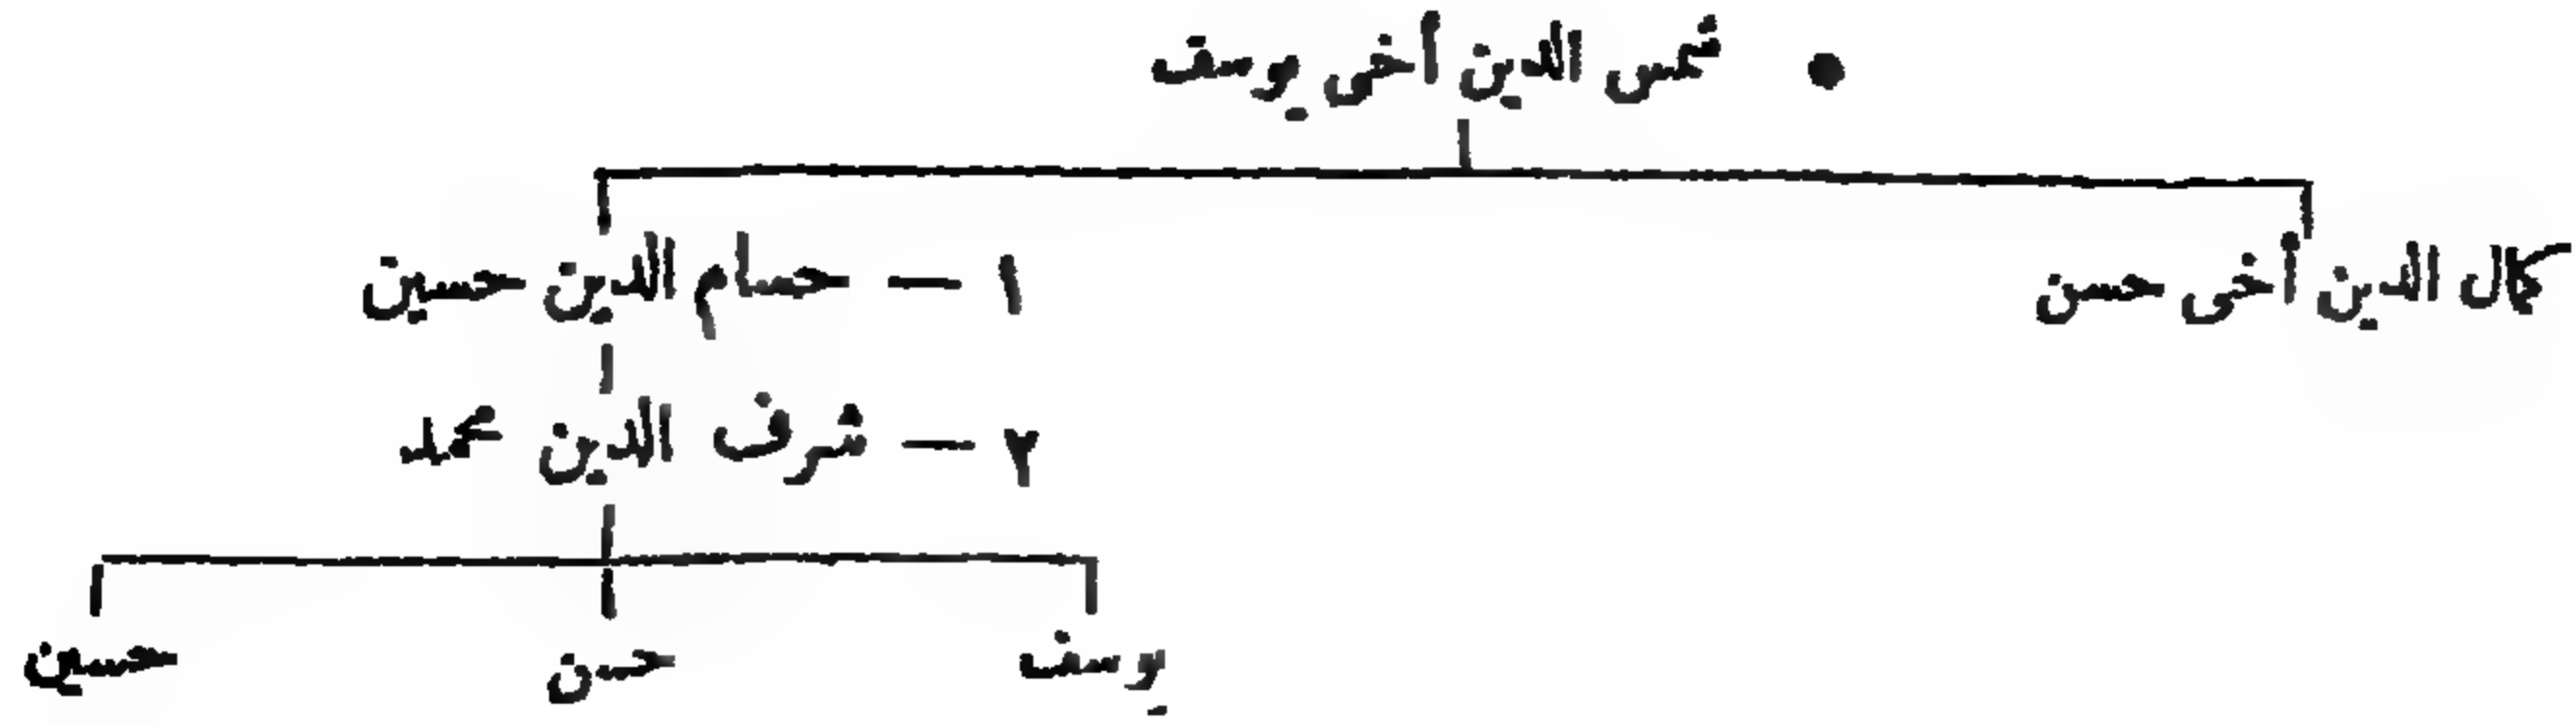 ● شمس الدين أخى يوسف
كمال الدين أخى حسن ١ — حسام الدين حسين
٢ — شرف الدين محمد
يوسف حسن حسين